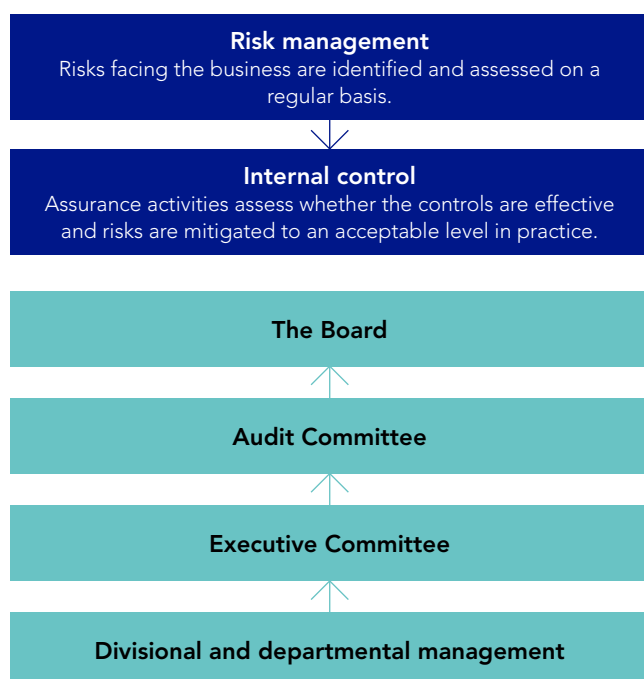 Risk management
Risks facing the business are identified and assessed on a
regular basis.
Internal control
Assurance activities assess whether the controls are effective
and risks are mitigated to an acceptable level in practice.
The Board
Audit Committee
Executive Committee
Divisional and departmental management